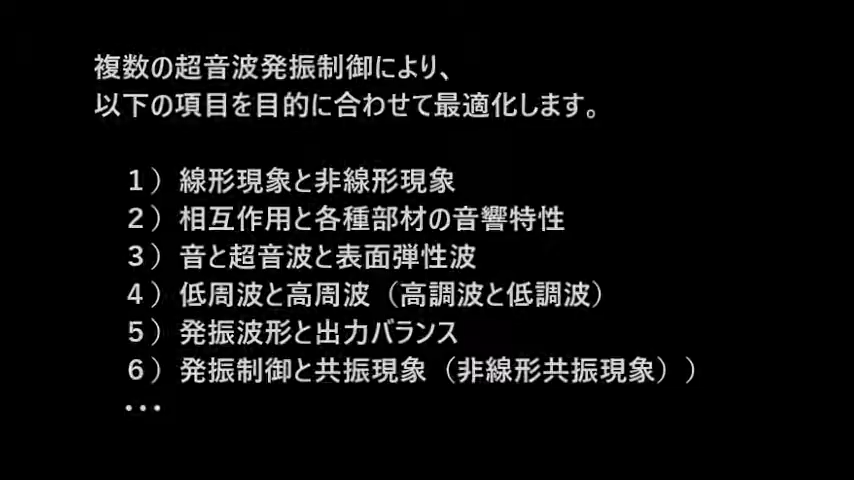 複数の超音波発振制御により、
以下の項目を目的に合わせて最適化します。
１）線形現象と非線形現象
２）相互作用と各種部材の音響特性
３）音と超音波と表面弾性波
４）低周波と高周波（高調波と低調波）
５）発振波形と出力バランス
６）発振制御と共振現象（非線形共振現象））
・・・